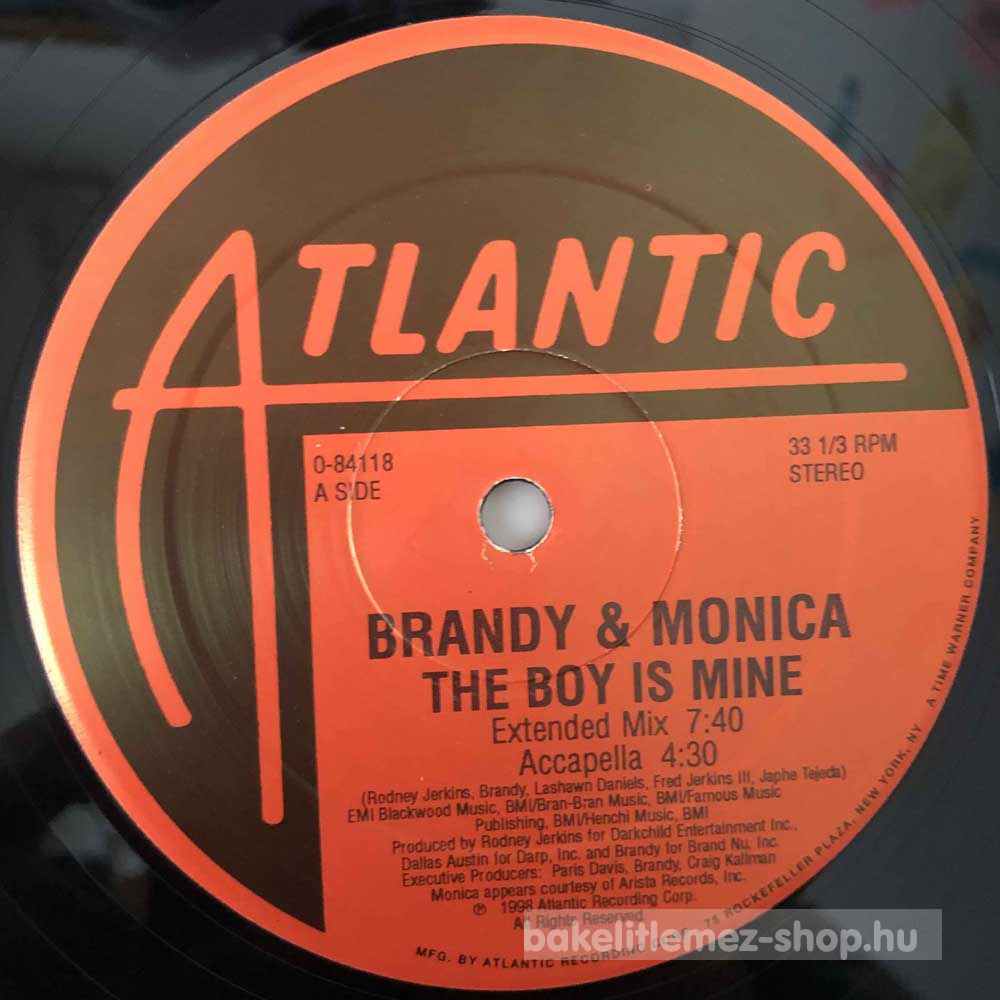 ATLANTIC
0-84118
A SIDE
33 1/3 RPM
STEREO
BRANDY & MONICA
THE BOY IS MINE
Extended Mix 7:40
Accapella 4:30
(Rodney Jerkins, Brandy, Lashawn Daniels, Fred Jerkins III, Japhe Tejeda)
EMI Blackwood Music, BMI/Bran-Bran Music, BMI/Famous Music
Publishing, BMI/Henchi Music, BMI
Produced by Rodney Jerkins for Darkchild Entertainment Inc.,
Dallas Austin for Darp, Inc. and Brandy for Brand Nu, Inc.
Executive Producers: Paris Davis, Brandy, Craig Kallman
Monica appears courtesy of Arista Records, Inc.
℗ 1998 Atlantic Recording Corp.
All Rights Reserved
MFG. BY ATLANTIC RECORDING 75 ROCKEFELLER PLAZA, NEW YORK, NY. A TIME WARNER COMPANY
bakelitlemez-shop.hu